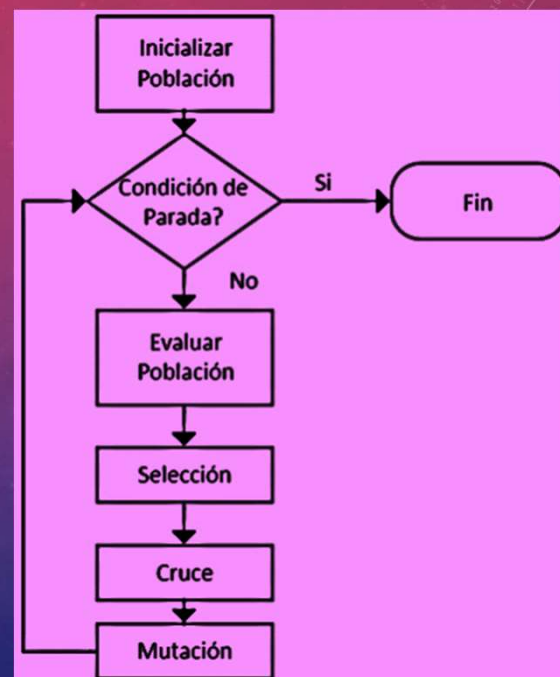 Inicializar
Población
Condición de
Parada?
Si
Fin
No
Evaluar
Población
Selección
Cruce
Mutación